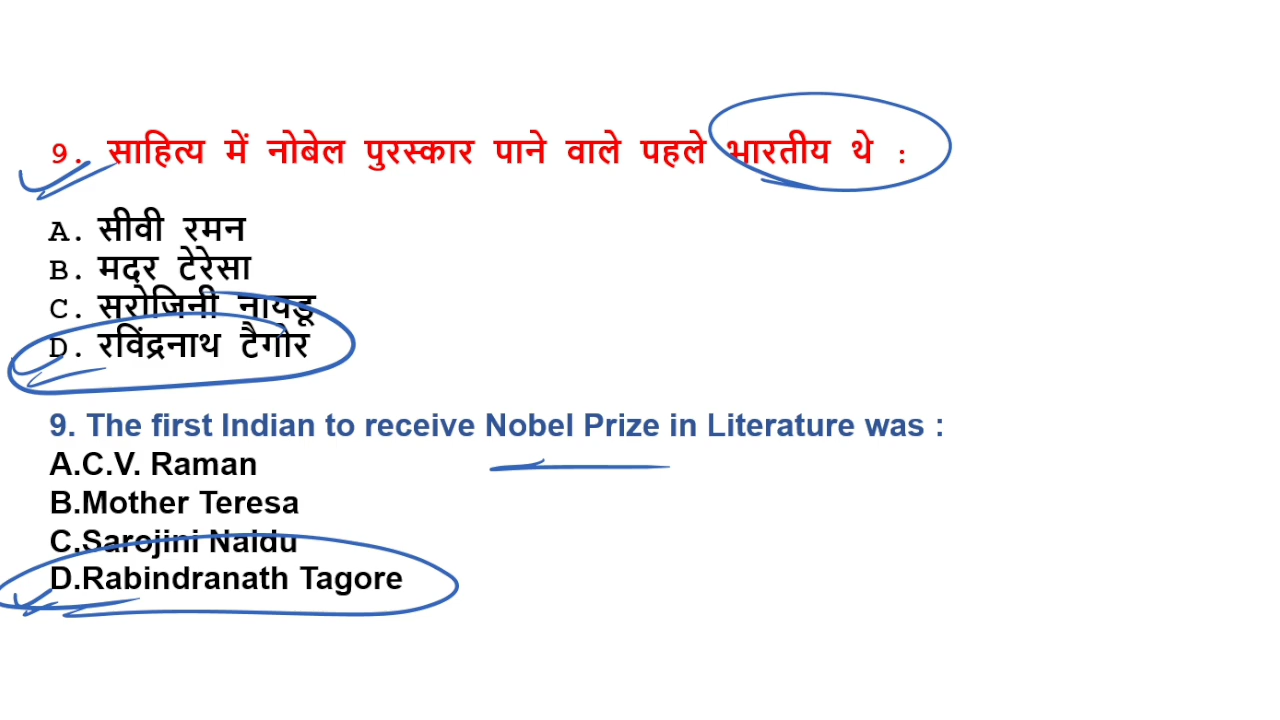 9. साहित्य में नोबेल पुरस्कार पाने वाले पहले भारतीय थे :
A. सीवी रमन
B. मदर टेरेसा
C. सरोजिनी नायडू
D. रविंद्रनाथ टैगोर
9. The first Indian to receive Nobel Prize in Literature was :
A.C.V. Raman
B.Mother Teresa
C.Sarojini Naidu
D.Rabindranath Tagore